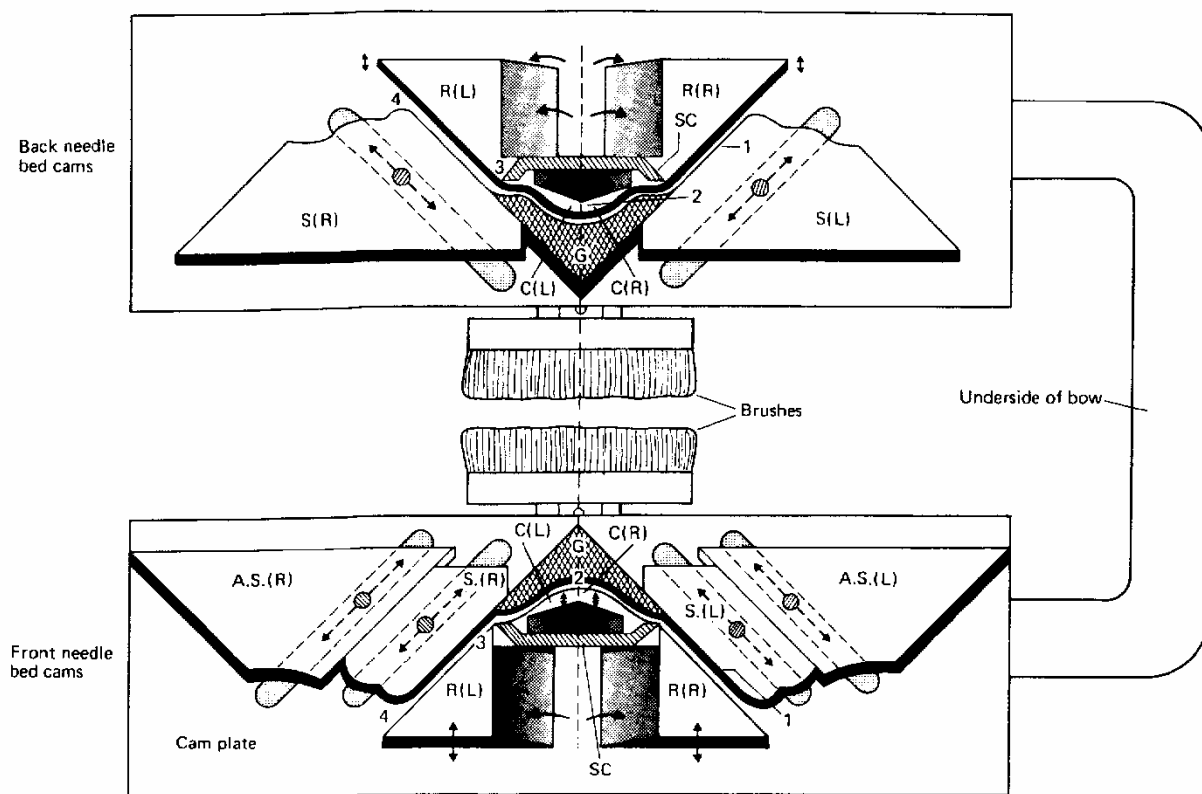 R(L)
R(R)
SC
4
1
Back needle
bed cams
3
2
S(R)
S(L)
G
C(L)
C(R)
Brushes
Underside of bow
C(L)
C(R)
G
A.S.(R)
S.(R)
2
A.S.(L)
S.(L)
3
Front needle
bed cams
R(L)
R(R)
4
1
Cam plate
SC